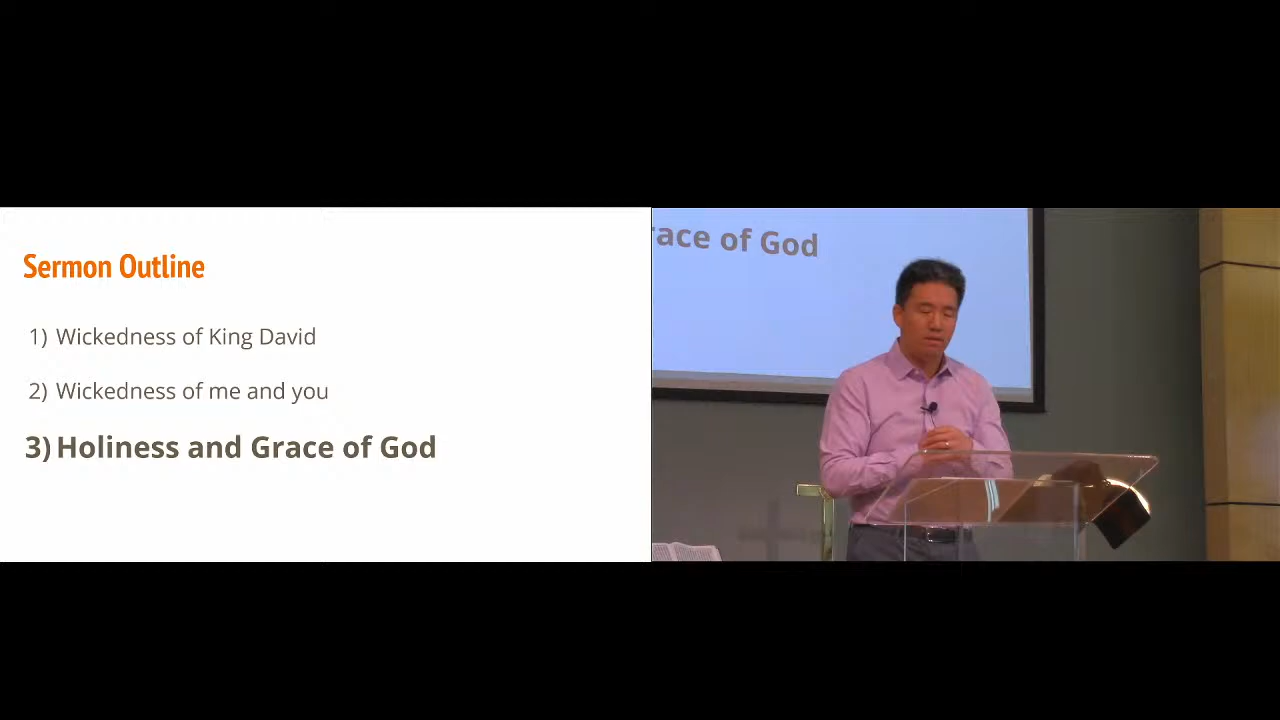 Sermon Outline
1) Wickedness of King David
2) Wickedness of me and you
3) Holiness and Grace of God
race of God